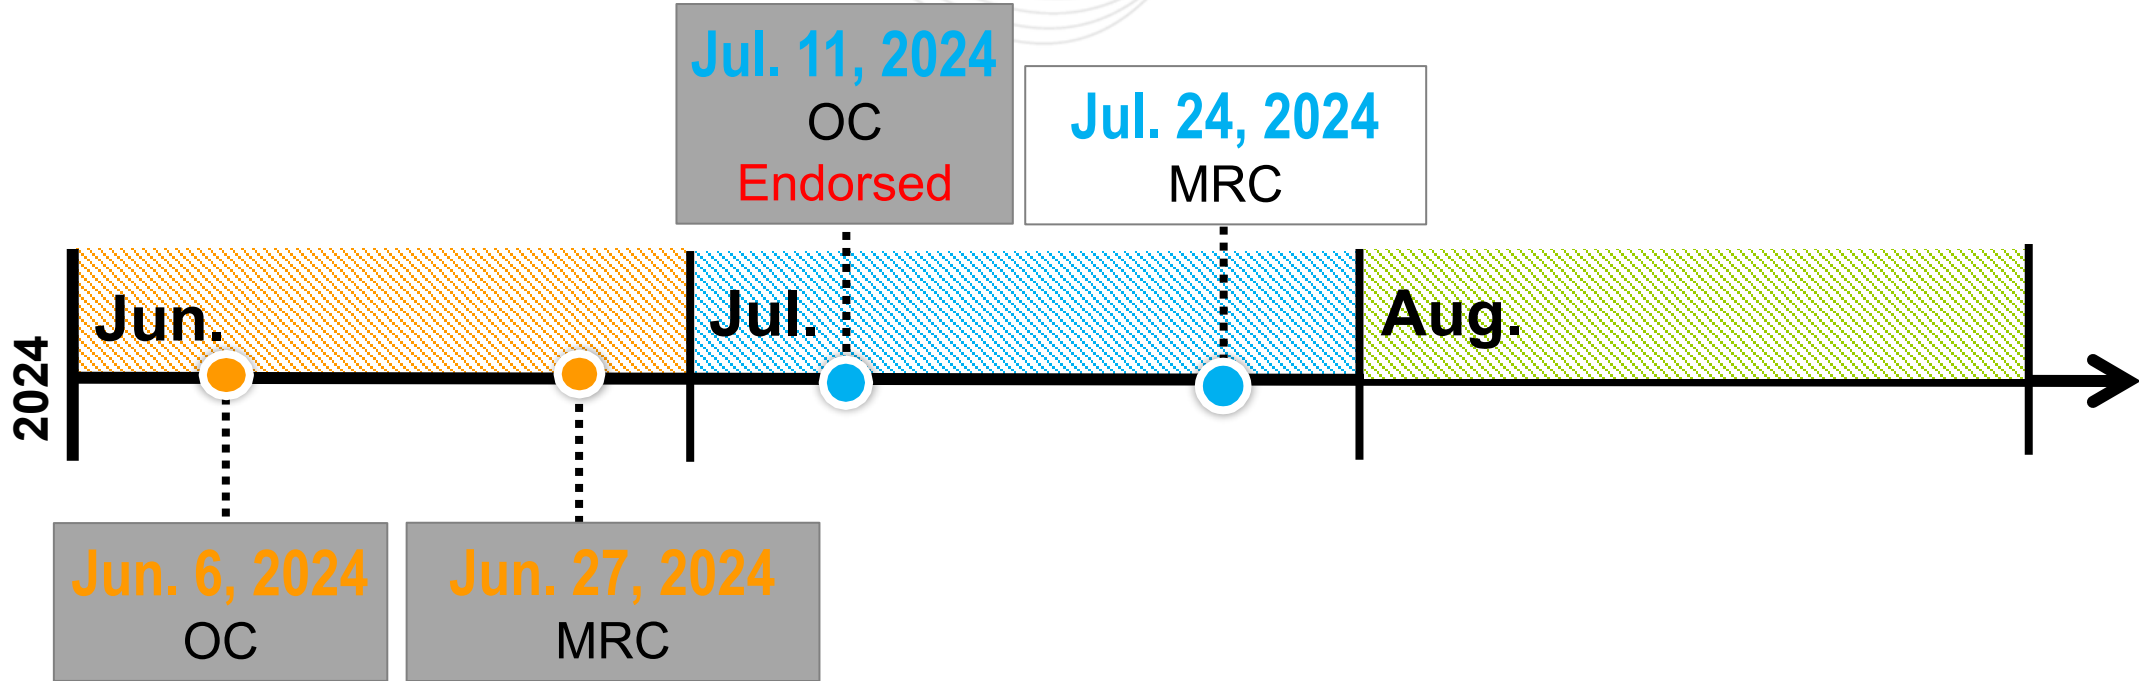 Jul. 11, 2024
OC
Endorsed
Jul. 24, 2024
MRC
2024
Jun.
Jul.
Aug.
Jun. 6, 2024
OC
Jun. 27, 2024
MRC